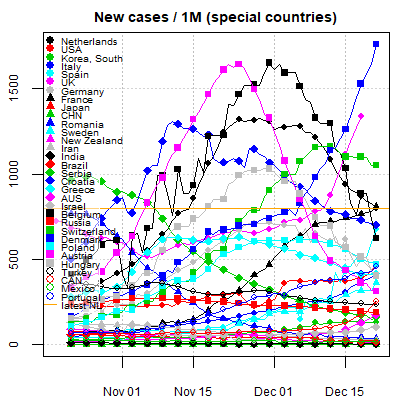 New cases / 1M (special countries)
Netherlands
USA
Korea, South
Italy
Spain
UK
Germany
France
Japan
CHN
Romania
Sweden
New Zealand
Iran
India
Brazil
Serbia
Croatia
Greece
AUS
Israel
Belgium
Russia
Switzerland
Denmark
Poland
Austria
Hungary
Turkey
CAN
Mexico
Portugal
latest NL
0
500
1000
1500
Nov 01
Nov 15
Dec 01
Dec 15